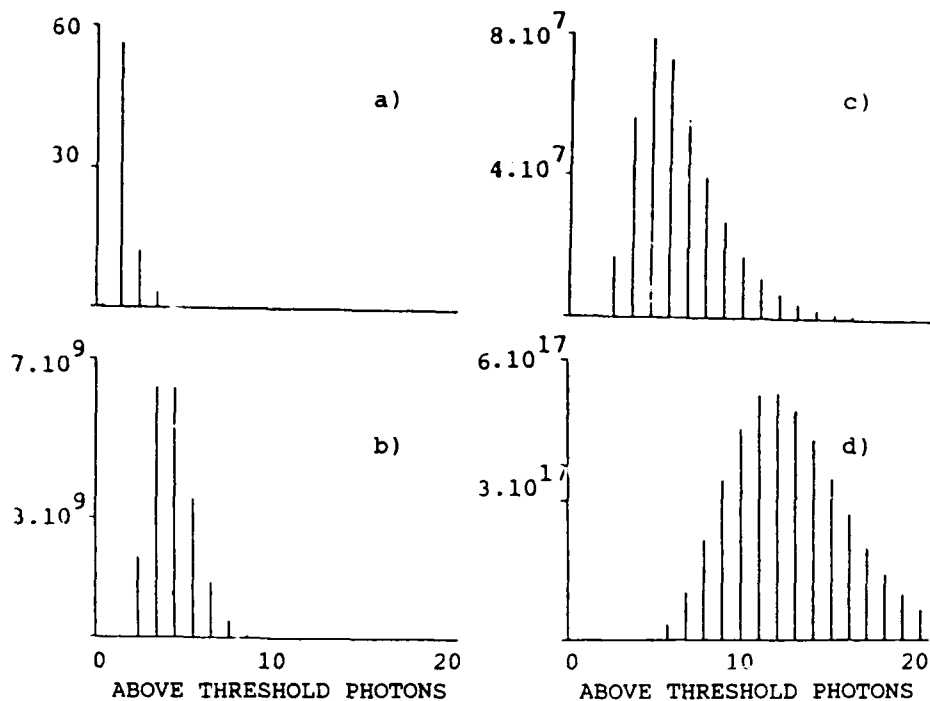 60
30
a)
8.10^7
4.10^7
c)
7.10^9
3.10^9
b)
0 10 20
ABOVE THRESHOLD PHOTONS
6.10^17
3.10^17
d)
0 10 20
ABOVE THRESHOLD PHOTONS